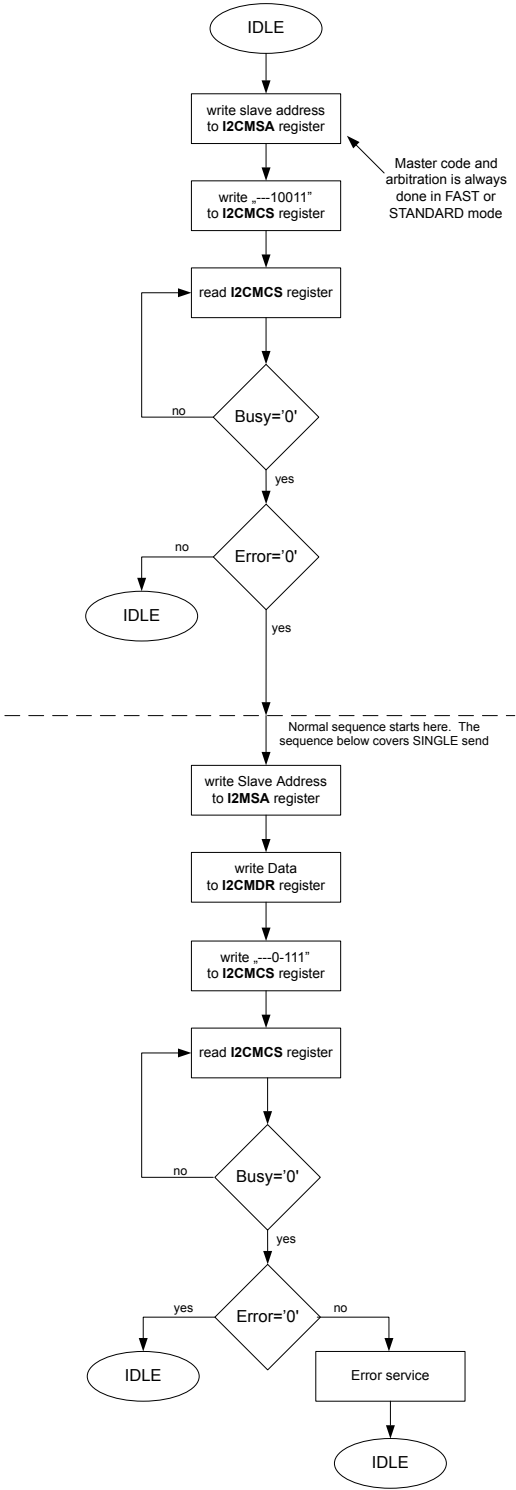 IDLE
write slave address
to I2CMSA register
Master code and
arbitration is always
done in FAST or
STANDARD mode
write „---10011”
to I2CMCS register
read I2CMCS register
Busy='0'
no
yes
Error='0'
no
IDLE
yes
Normal sequence starts here. The
sequence below covers SINGLE send
write Slave Address
to I2MSA register
write Data
to I2CMDR register
write „---0-111”
to I2CMCS register
read I2CMCS register
Busy='0'
no
yes
Error='0'
yes
no
IDLE
Error service
IDLE